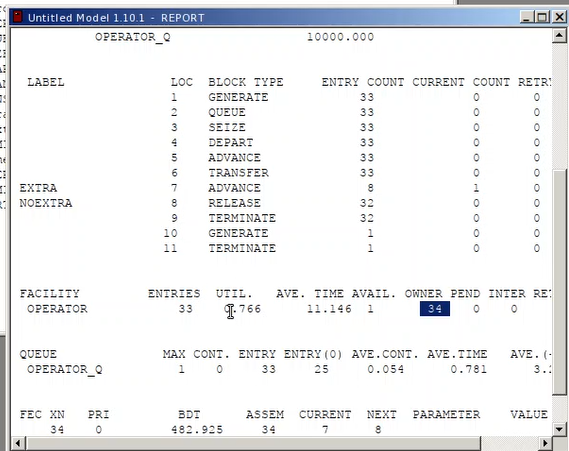 Untitled Model 1.10.1 - REPORT
OPERATOR_Q 10000.000
LABEL LOC BLOCK TYPE ENTRY COUNT CURRENT COUNT RETRY
1 GENERATE 33 0 0
2 QUEUE 33 0 0
3 SEIZE 33 0 0
4 DEPART 33 0 0
5 ADVANCE 33 0 0
6 TRANSFER 33 0 0
EXTRA 7 ADVANCE 8 1 0
NOEXTRA 8 RELEASE 32 0 0
9 TERMINATE 32 0 0
10 GENERATE 1 0 0
11 TERMINATE 1 0 0
FACILITY ENTRIES UTIL. AVE. TIME AVAIL. OWNER PEND INTER RET
OPERATOR 33 0.766 11.146 1 34 0 0
QUEUE MAX CONT. ENTRY ENTRY(0) AVE.CONT. AVE.TIME AVE.(-
OPERATOR_Q 1 0 33 25 0.054 0.781 3.2
FEC XN PRI BDT ASSEM CURRENT NEXT PARAMETER VALUE
34 0 482.925 34 7 8